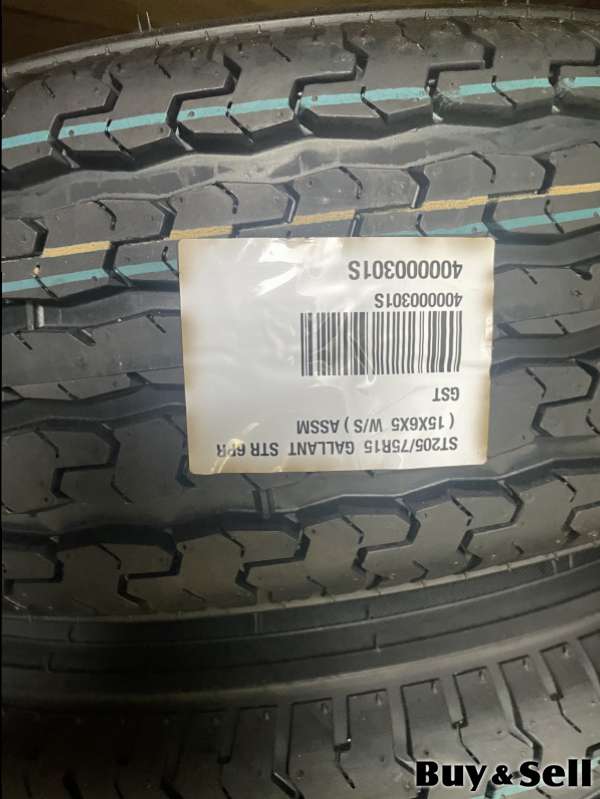 ST205/75R15 GALLANT STR 6PR
( 15X6X5 W/S ) ASSM
GST
400000301S
400000301S
Buy & Sell